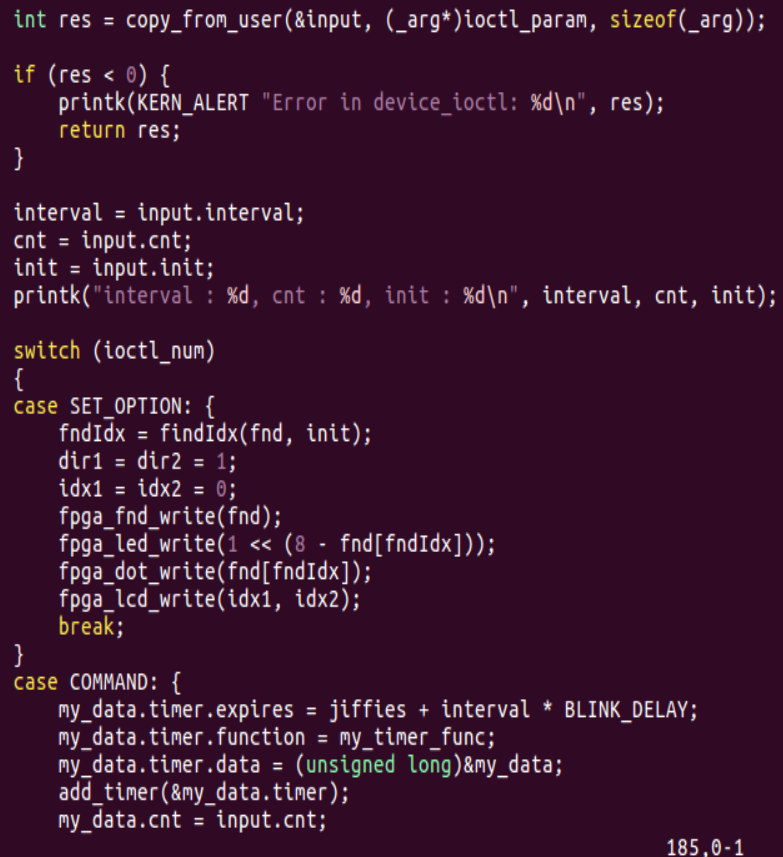 int res = copy_from_user(&input, (_arg*)ioctl_param, sizeof(_arg));
if (res < 0) {
printk(KERN_ALERT "Error in device_ioctl: %d\n", res);
return res;
}
interval = input.interval;
cnt = input.cnt;
init = input.init;
printk("interval : %d, cnt : %d, init : %d\n", interval, cnt, init);
switch (ioctl_num)
{
case SET_OPTION: {
fndIdx = findIdx(fnd, init);
dir1 = dir2 = 1;
idx1 = idx2 = 0;
fpga_fnd_write(fnd);
fpga_led_write(1 << (8 - fnd[fndIdx]));
fpga_dot_write(fnd[fndIdx]);
fpga_lcd_write(idx1, idx2);
break;
}
case COMMAND: {
my_data.timer.expires = jiffies + interval * BLINK_DELAY;
my_data.timer.function = my_timer_func;
my_data.timer.data = (unsigned long)&my_data;
add_timer(&my_data.timer);
my_data.cnt = input.cnt;
185,0-1